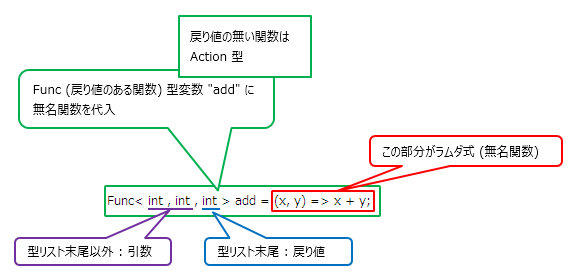 戻り値の無い関数は
Action 型
Func (戻り値のある関数) 型変数 "add" に
無名関数を代入
この部分がラムダ式 (無名関数)
Func< int , int , int > add = (x, y) => x + y;
型リスト末尾以外 : 引数
型リスト末尾 : 戻り値